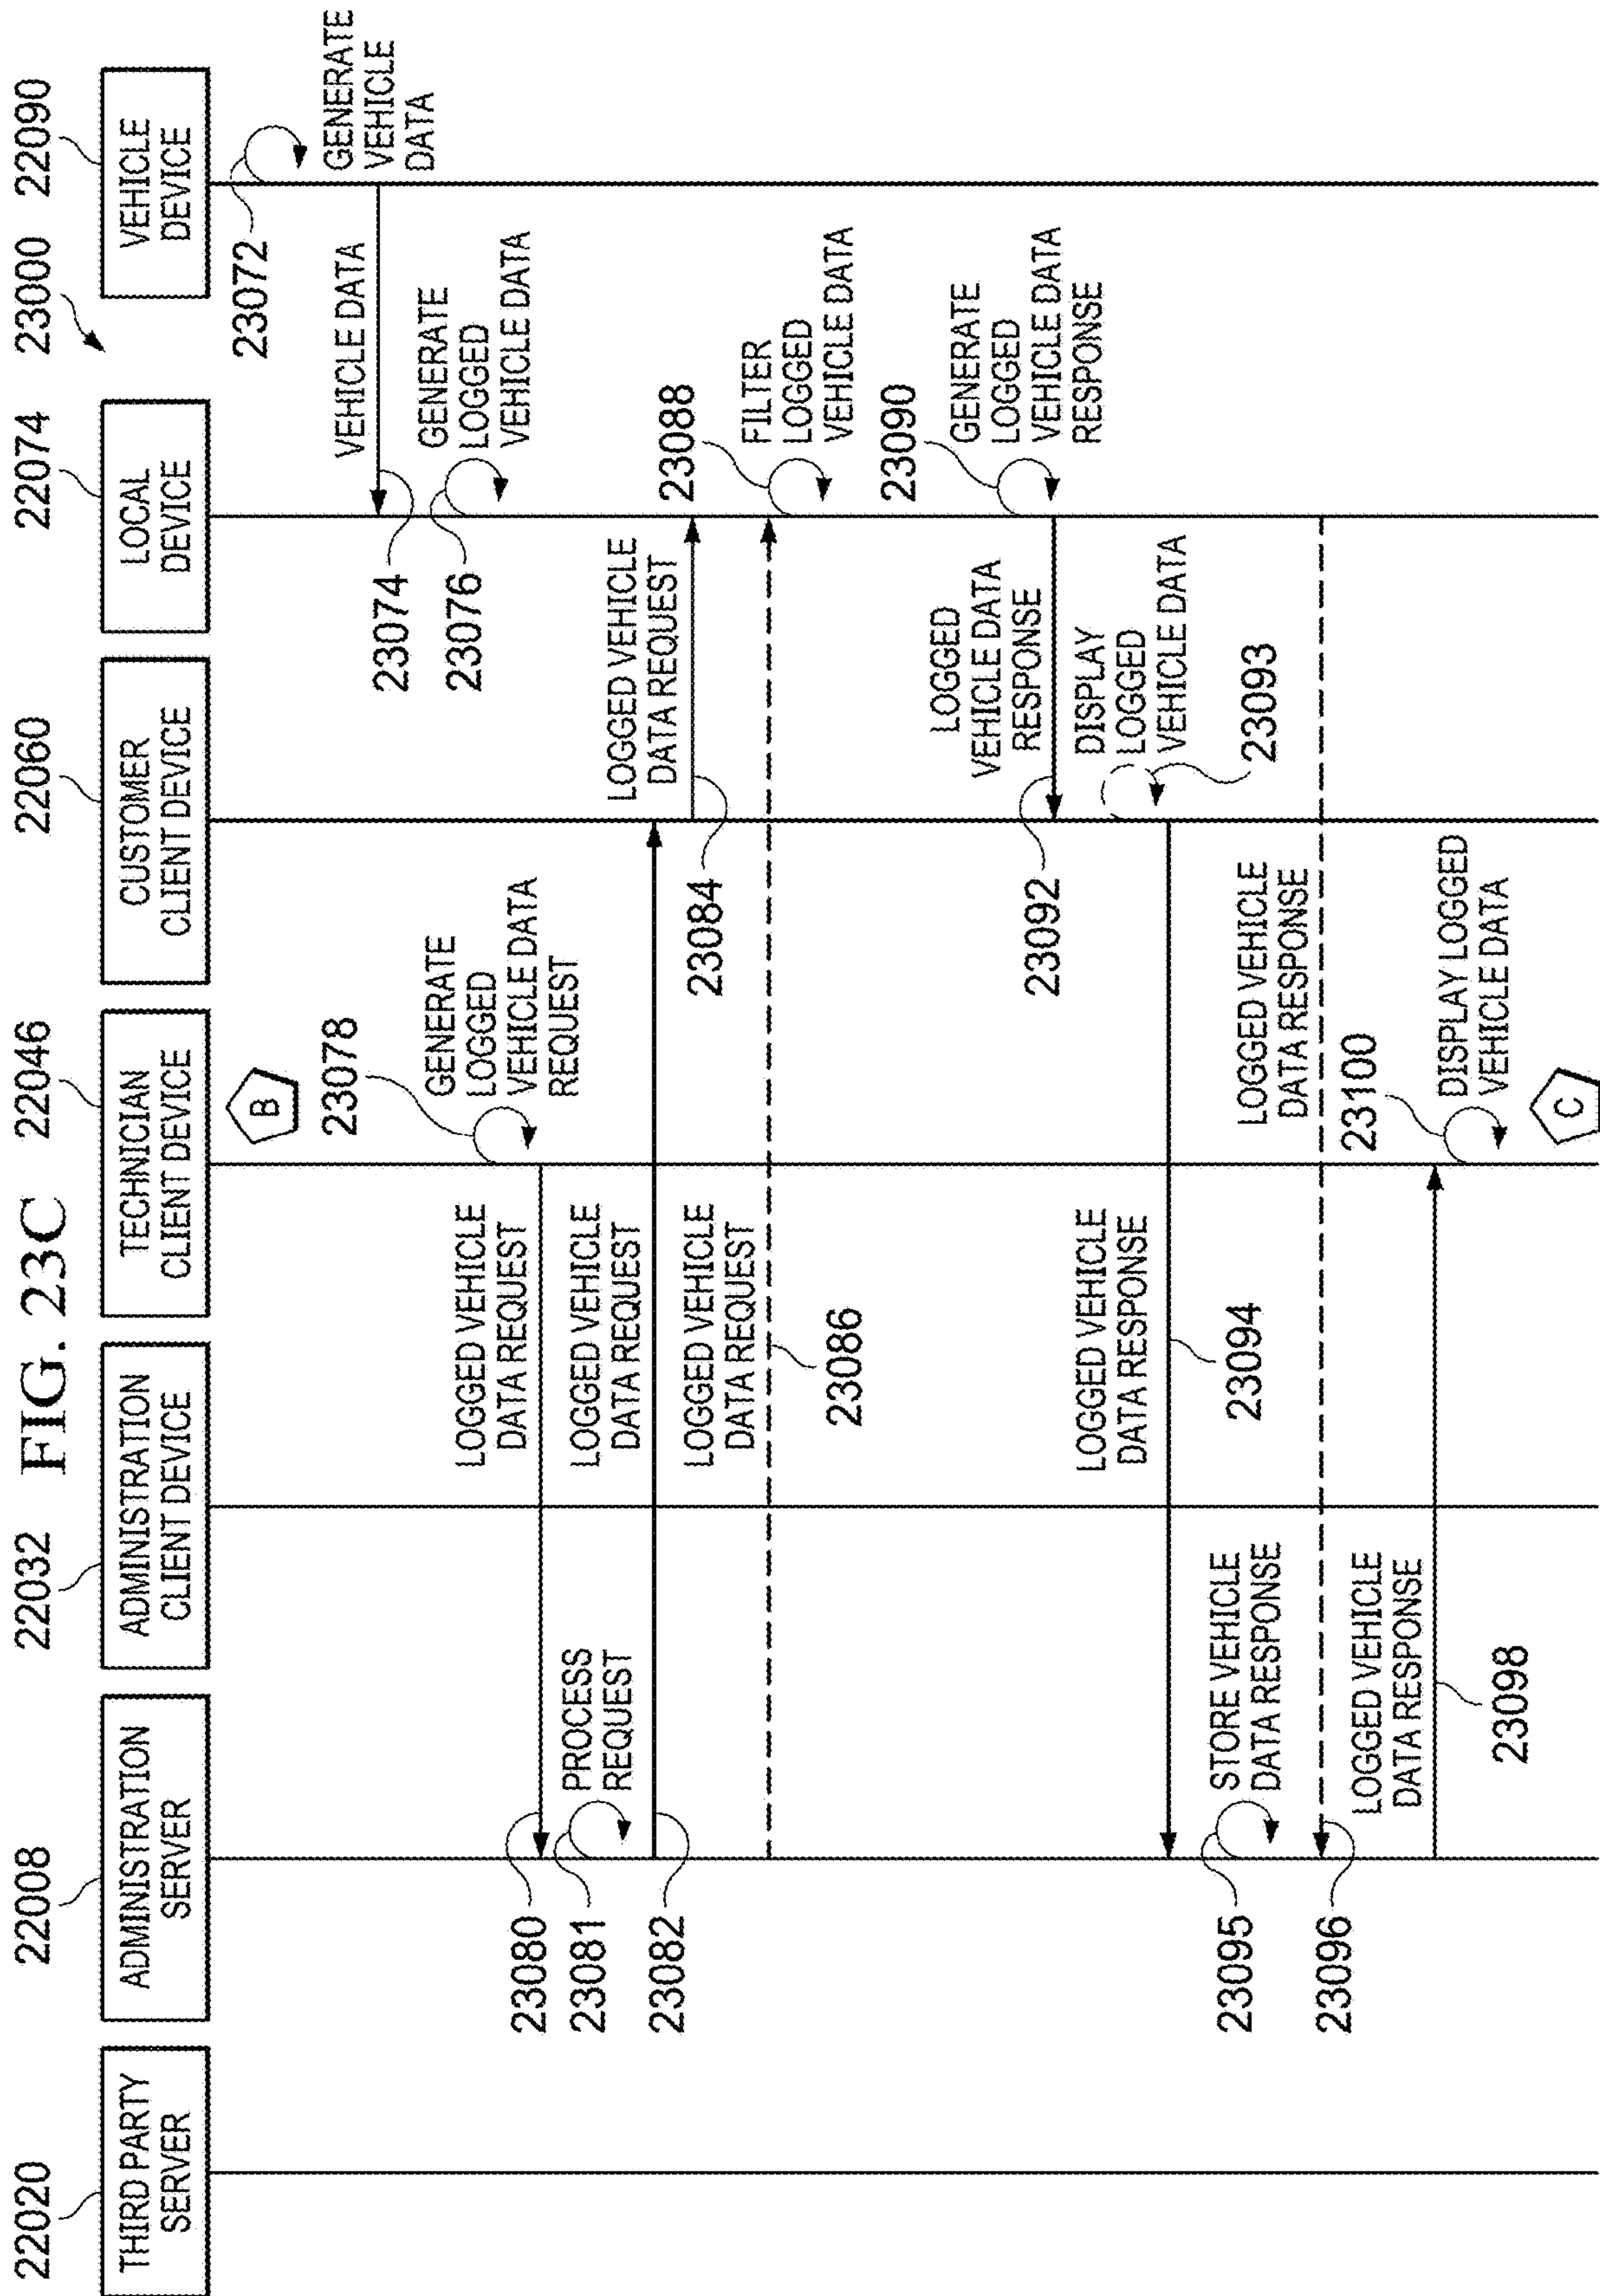 FIG. 23C
23000
22020
22008
22032
22046
22060
22074
22090
THIRD PARTY
SERVER
ADMINISTRATION
SERVER
ADMINISTRATION
CLIENT DEVICE
TECHNICIAN
CLIENT DEVICE
CUSTOMER
CLIENT DEVICE
LOCAL
DEVICE
VEHICLE
DEVICE
B
23072
GENERATE
VEHICLE
DATA
VEHICLE DATA
23074
GENERATE
LOGGED
VEHICLE DATA
23076
23078
GENERATE
LOGGED
VEHICLE DATA
REQUEST
LOGGED VEHICLE
DATA REQUEST
23080
23081
PROCESS
REQUEST
LOGGED VEHICLE
DATA REQUEST
23082
LOGGED VEHICLE
DATA REQUEST
23084
LOGGED VEHICLE
DATA REQUEST
23086
23088
FILTER
LOGGED
VEHICLE DATA
23090
GENERATE
LOGGED
VEHICLE DATA
RESPONSE
LOGGED
VEHICLE DATA
RESPONSE
23092
DISPLAY
LOGGED
VEHICLE DATA
23093
LOGGED VEHICLE
DATA RESPONSE
23094
23095
STORE VEHICLE
DATA RESPONSE
LOGGED VEHICLE
DATA RESPONSE
23096
LOGGED VEHICLE
DATA RESPONSE
23098
23100
DISPLAY LOGGED
VEHICLE DATA
C